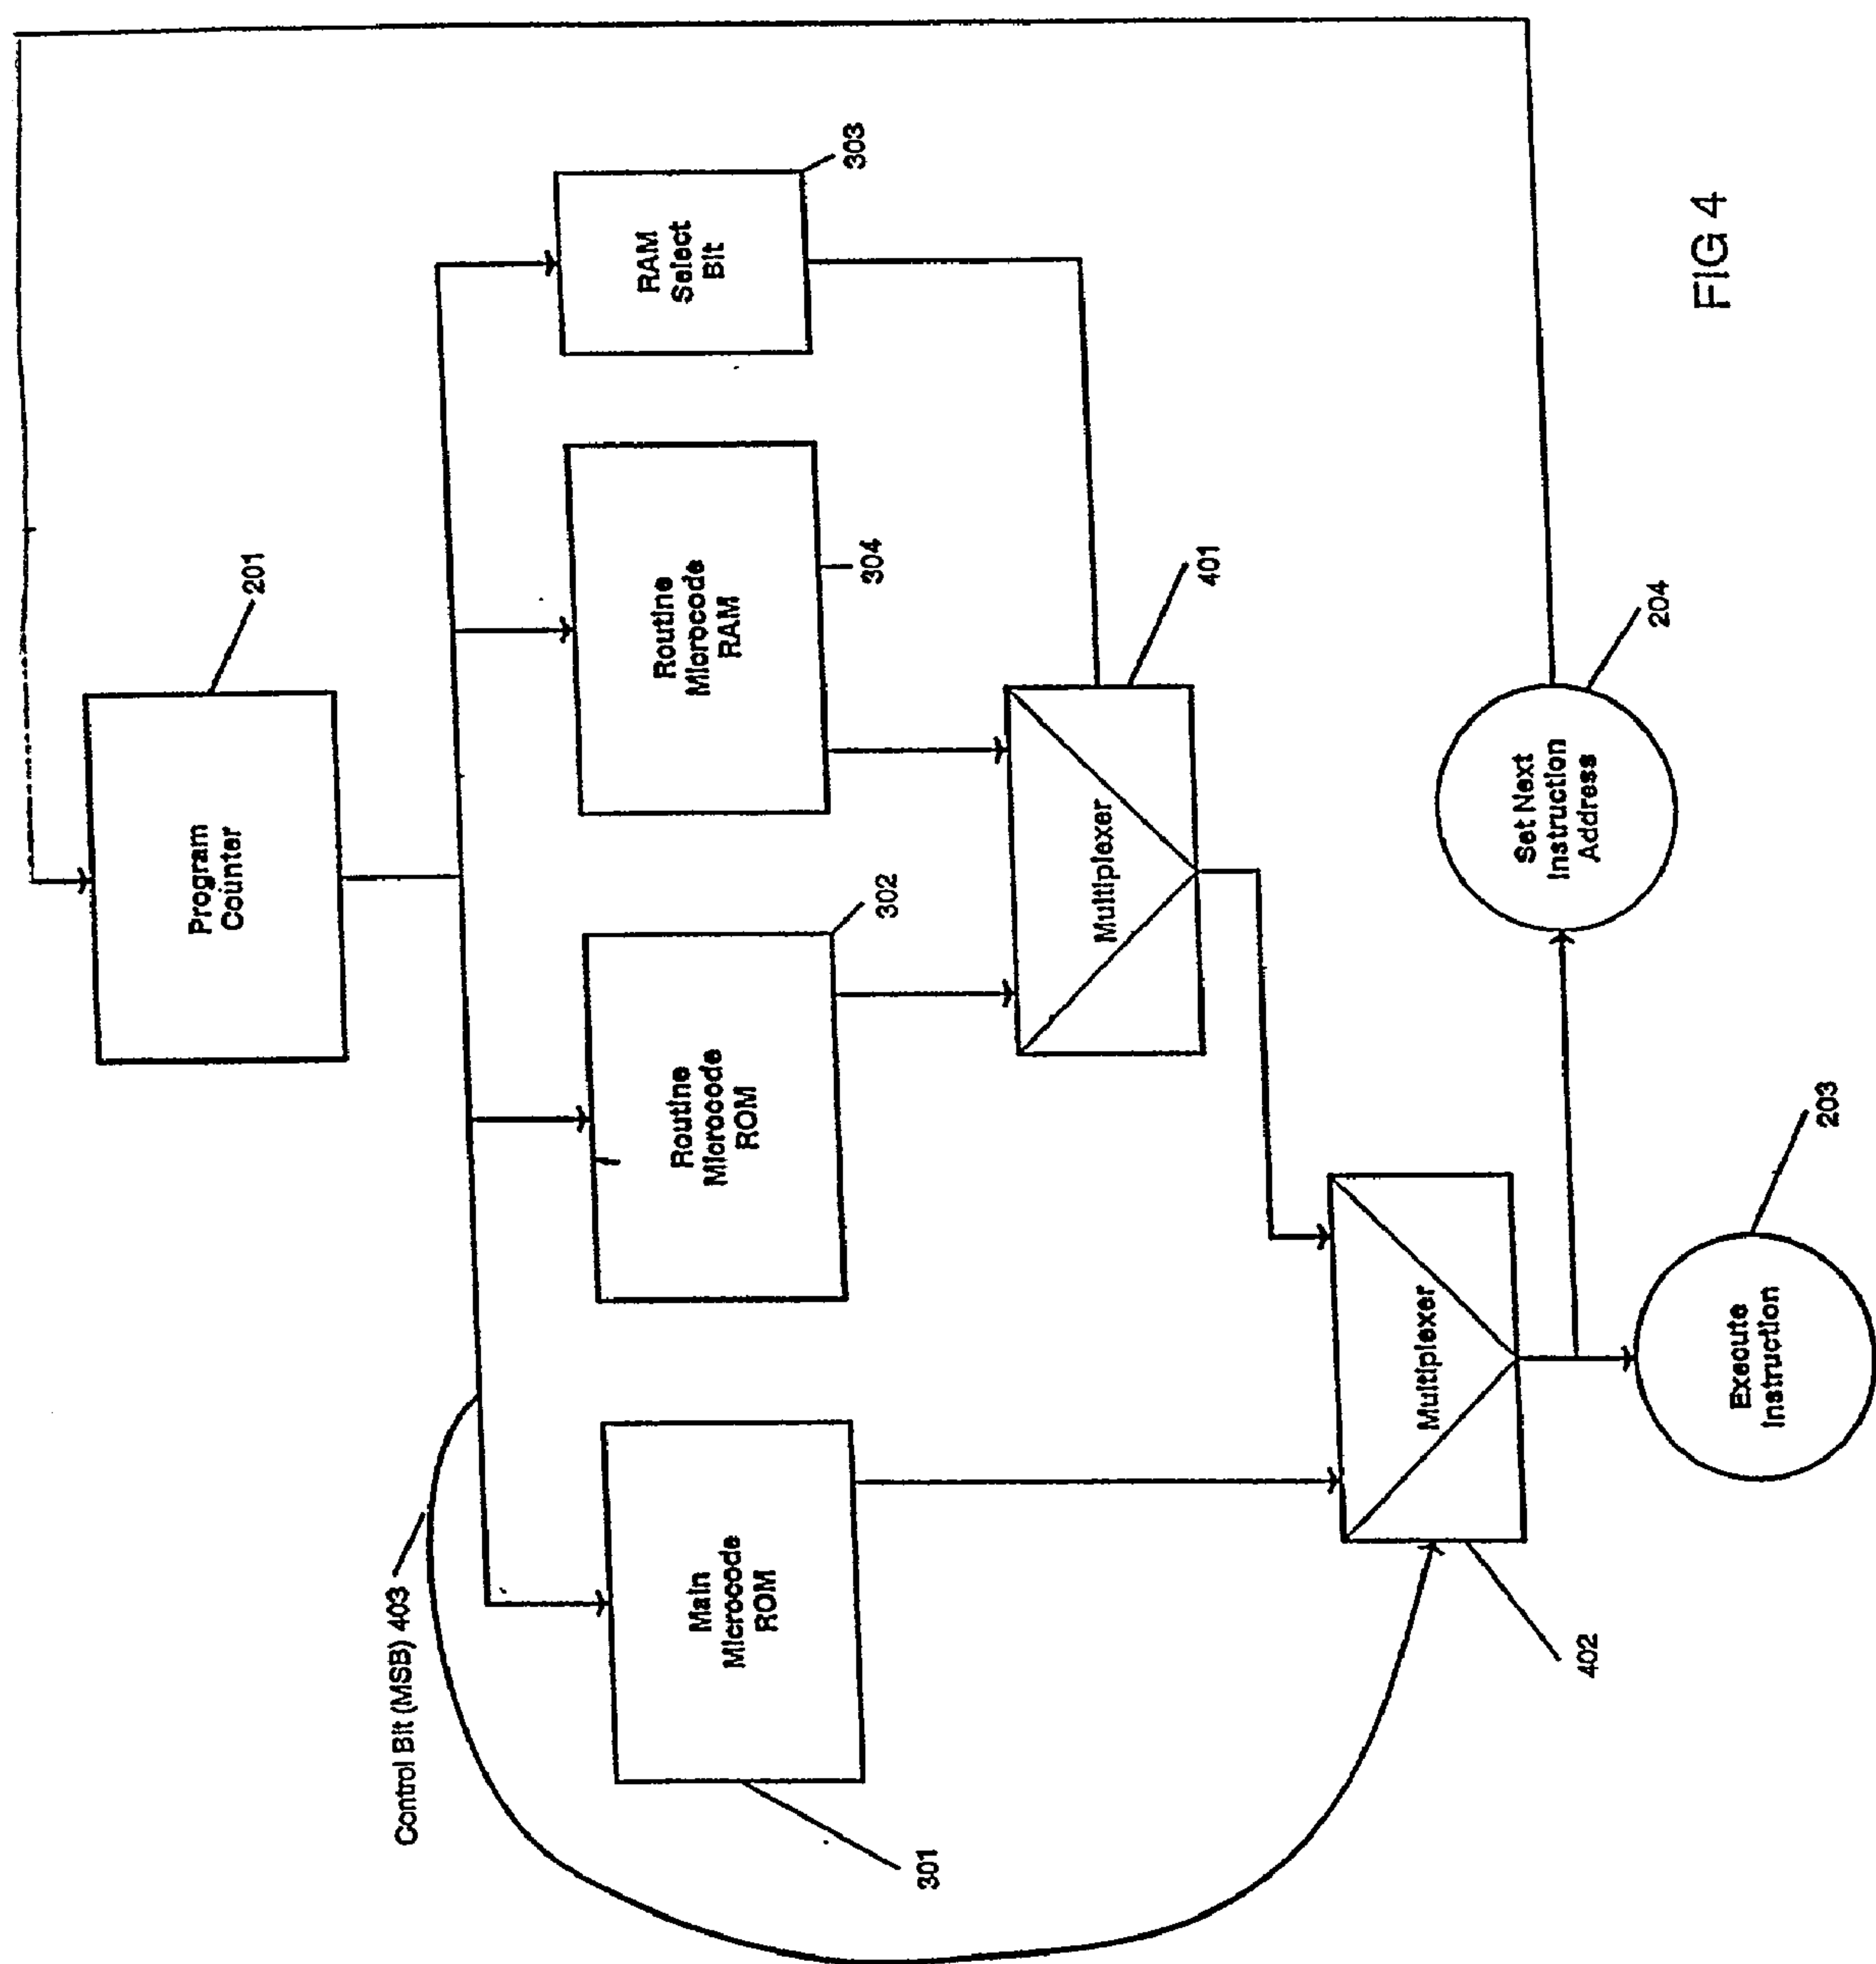 201
Program
Counter
Control Bit (MSB) 403
Main
Microcode
ROM
301
Routine
Microcode
ROM
302
Routine
Microcode
RAM
304
RAM
Select
Bit
303
Multiplexer
401
Multiplexer
402
Execute
Instruction
203
Set Next
Instruction
Address
204
FIG 4